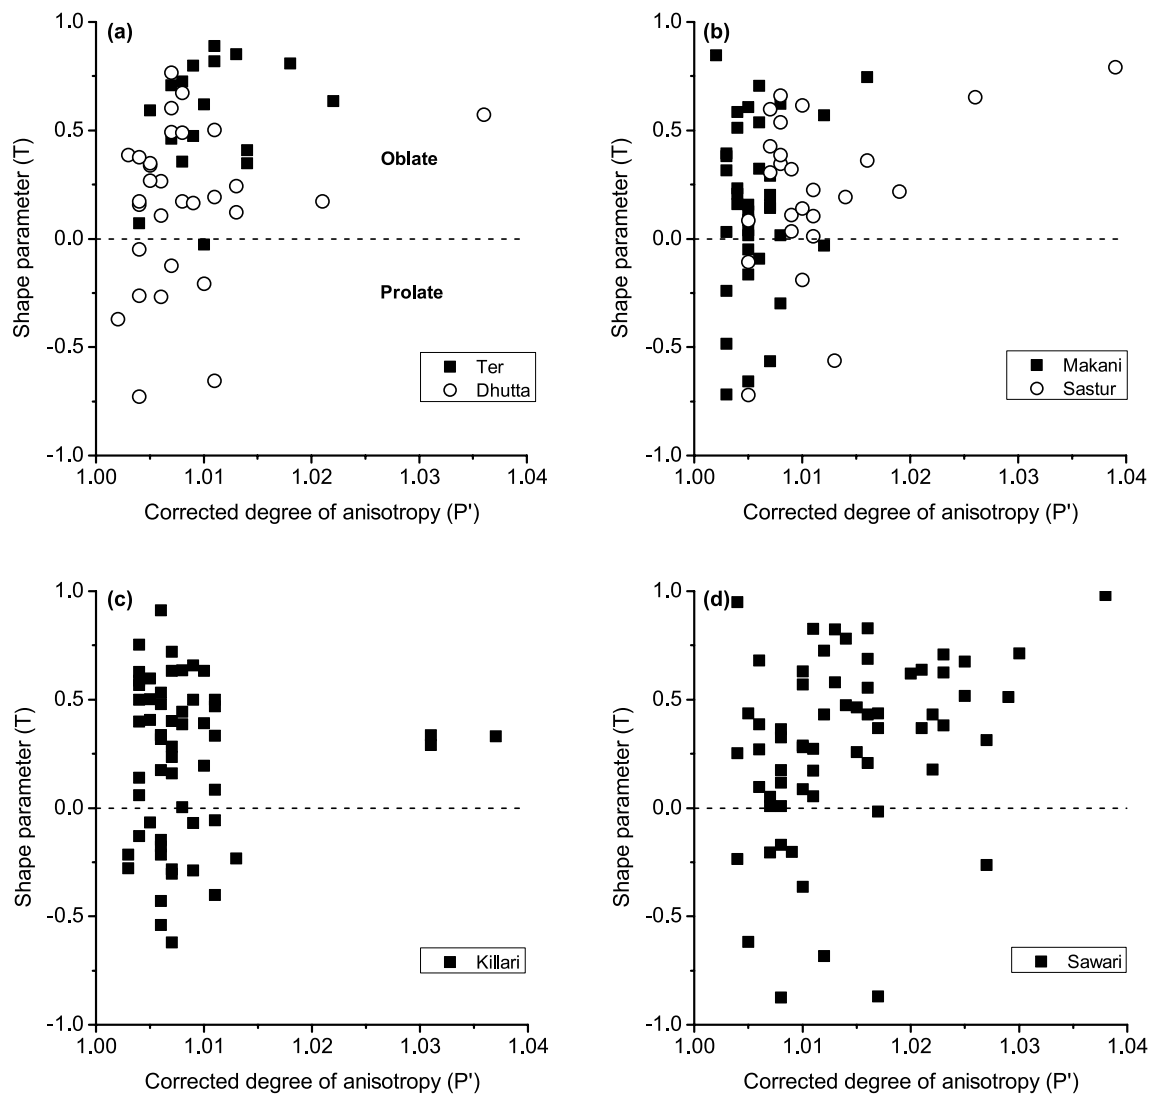 (a)
1.0
0.5
0.0
-0.5
-1.0
Shape parameter (T)
Oblate
Prolate
Ter
Dhutta
1.00 1.01 1.02 1.03 1.04
Corrected degree of anisotropy (P')
(b)
1.0
0.5
0.0
-0.5
-1.0
Shape parameter (T)
Makani
Sastur
1.00 1.01 1.02 1.03 1.04
Corrected degree of anisotropy (P')
(c)
1.0
0.5
0.0
-0.5
-1.0
Shape parameter (T)
Killari
1.00 1.01 1.02 1.03 1.04
Corrected degree of anisotropy (P')
(d)
1.0
0.5
0.0
-0.5
-1.0
Shape parameter (T)
Sawari
1.00 1.01 1.02 1.03 1.04
Corrected degree of anisotropy (P')